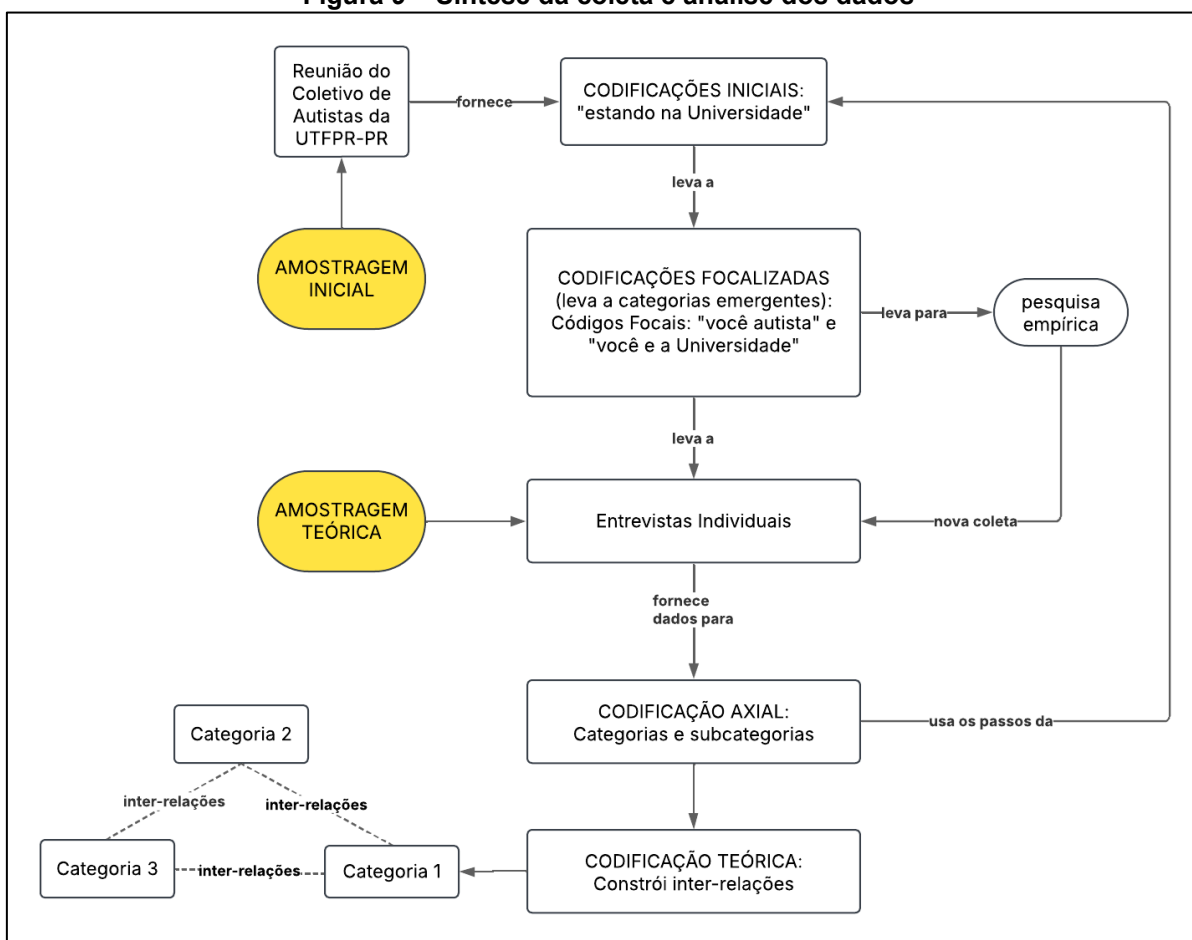 Figura 9 – Síntese da coleta e análise dos dados
Reunião do
Coletivo de
Autistas da
UTFPR-PR
fornece
CODIFICAÇÕES INICIAIS:
"estando na Universidade"
leva a
AMOSTRAGEM
INICIAL
CODIFICAÇÕES FOCALIZADAS
(leva a categorias emergentes):
Códigos Focais: "você autista" e
"você e a Universidade"
leva para
pesquisa
empírica
leva a
AMOSTRAGEM
TEÓRICA
Entrevistas Individuais
nova coleta
fornece
dados para
CODIFICAÇÃO AXIAL:
Categorias e subcategorias
usa os passos da
Categoria 2
inter-relações
inter-relações
Categoria 3
inter-relações
Categoria 1
CODIFICAÇÃO TEÓRICA:
Constrói inter-relações